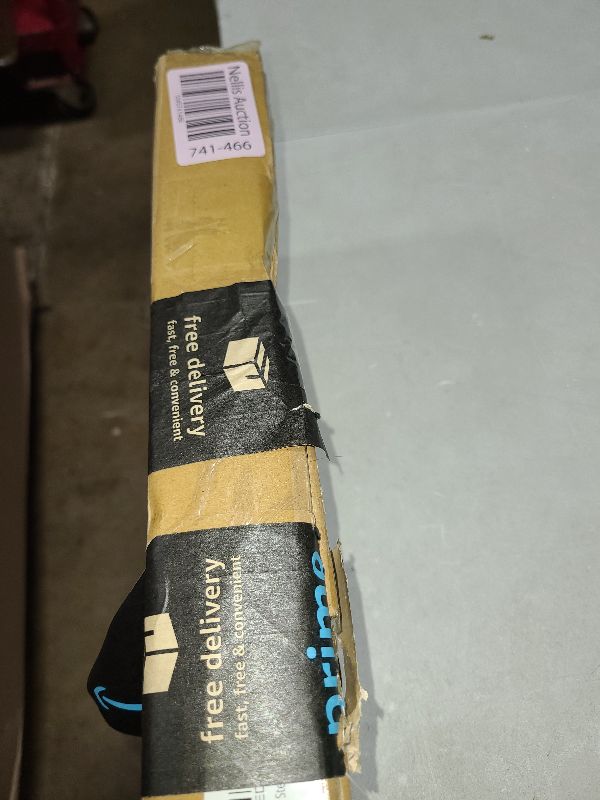 Nellis Auction
741-466
free delivery
fast, free & convenient
free delivery
fast, free & convenient
prime